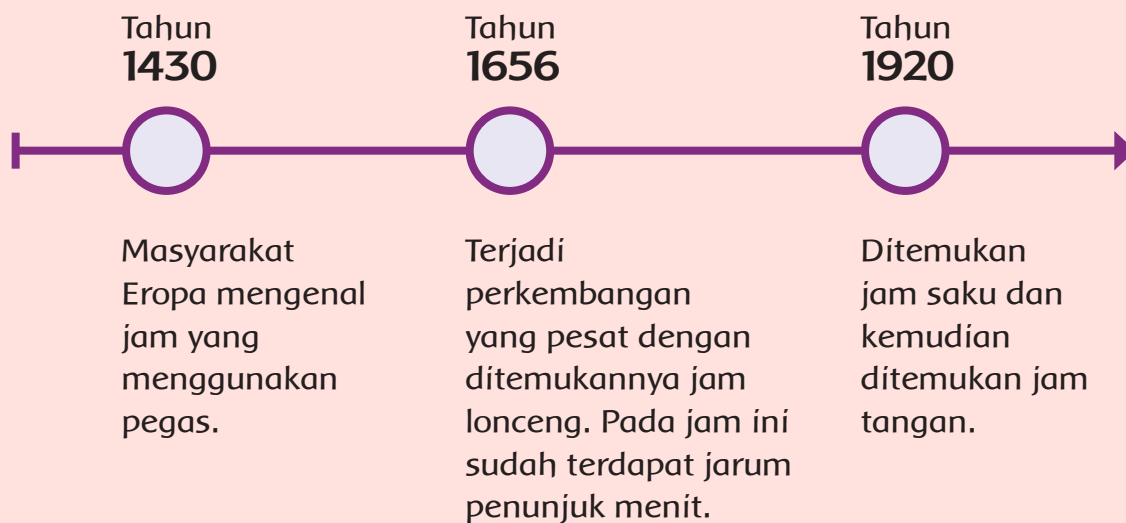 Tahun
1430
Masyarakat
Eropa mengenal
jam yang
menggunakan
pegas.
Tahun
1656
Terjadi
perkembangan
yang pesat dengan
ditemukannya jam
lonceng. Pada jam ini
sudah terdapat jarum
penunjuk menit.
Tahun
1920
Ditemukan
jam saku dan
kemudian
ditemukan jam
tangan.